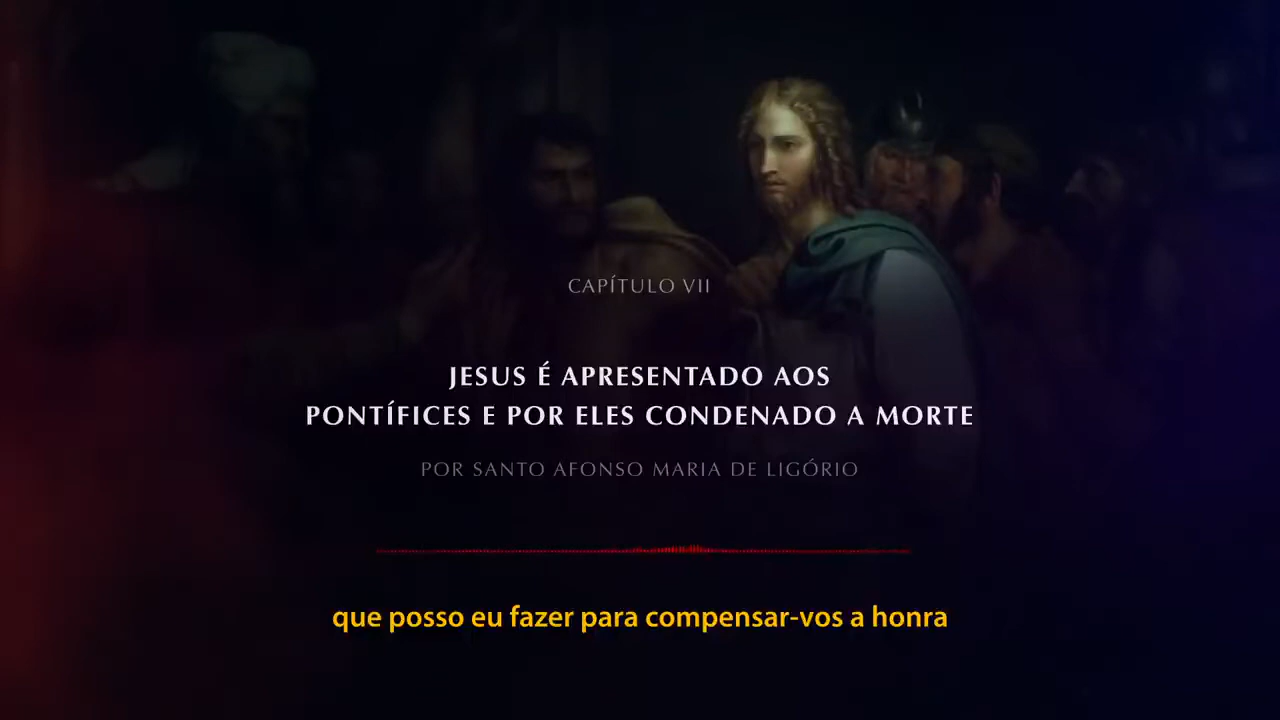 CAPÍTULO VII
JESUS É APRESENTADO AOS
PONTÍFICES E POR ELES CONDENADO A MORTE
POR SANTO AFONSO MARIA DE LIGÓRIO
que posso eu fazer para compensar-vos a honra